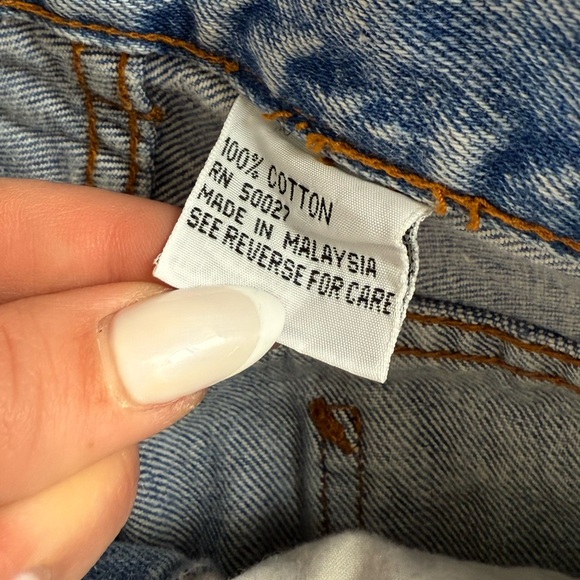 100% COTTON
RN 50027
MADE IN MALAYSIA
SEE REVERSE FOR CARE